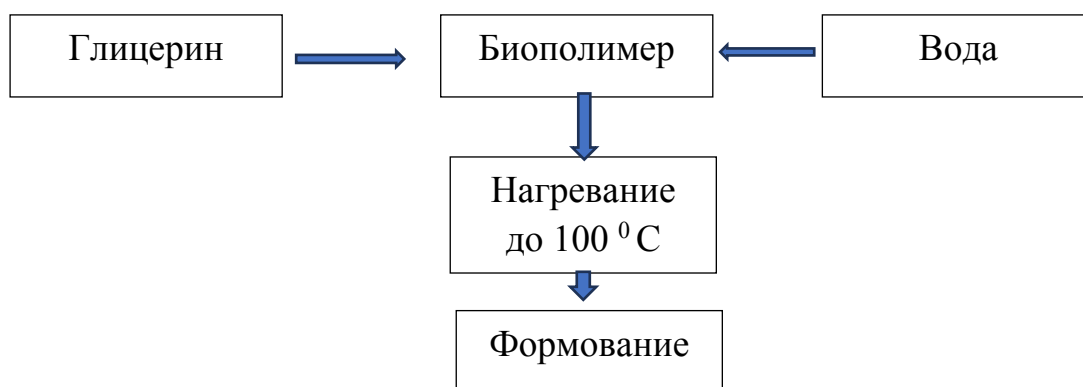 Глицерин
Биополимер
Вода
Нагревание
до 100 ⁰ С
Формование